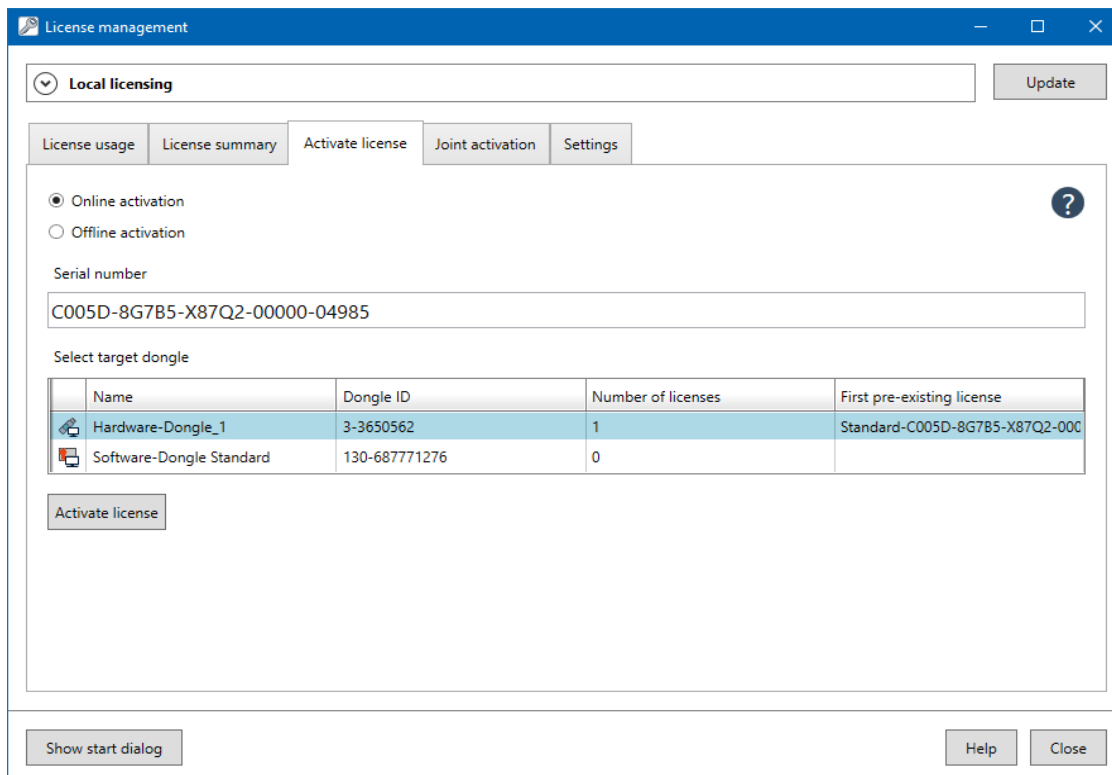 License management
Local licensing Update
License usage License summary Activate license Joint activation Settings
Online activation
?
Offline activation
Serial number
C005D-8G7B5-X87Q2-00000-04985
Select target dongle
Name Dongle ID Number of licenses First pre-existing license
Hardware-Dongle_1 3-3650562 1 Standard-C005D-8G7B5-X87Q2-000
Software-Dongle Standard 130-687771276 0
Activate license
Show start dialog Help Close